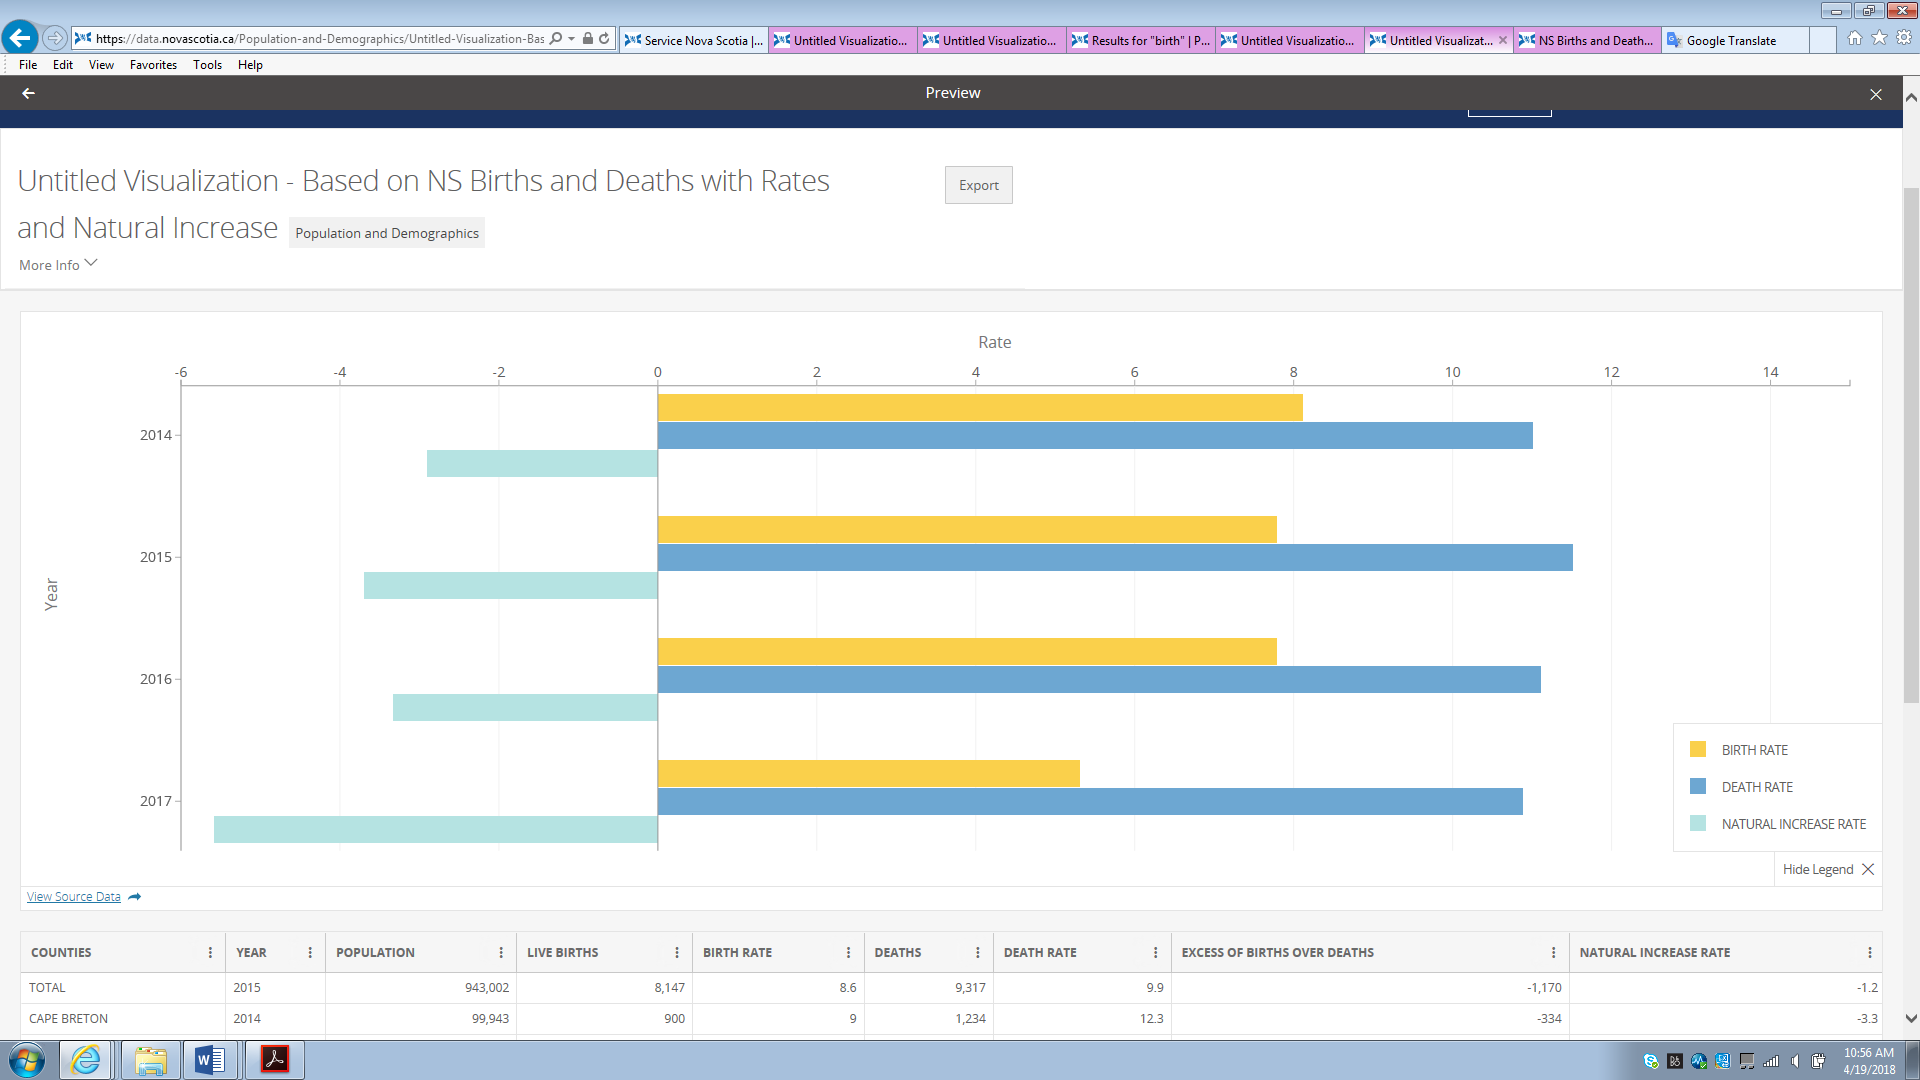 https://data.novascotia.ca/Population-and-Demographics/Untitled-Visualization-Bas
Service Nova Scotia |...
Untitled Visualizatio...
Untitled Visualizatio...
Results for "birth" | P...
Untitled Visualizatio...
Untitled Visualizat...
NS Births and Death...
Google Translate
File Edit View Favorites Tools Help
Preview
Untitled Visualization - Based on NS Births and Deaths with Rates
and Natural Increase
Population and Demographics
Export
More Info
Rate
-6 -4 -2 0 2 4 6 8 10 12 14
Year
2014
2015
2016
2017
BIRTH RATE
DEATH RATE
NATURAL INCREASE RATE
Hide Legend
View Source Data
COUNTIES YEAR POPULATION LIVE BIRTHS BIRTH RATE DEATHS DEATH RATE EXCESS OF BIRTHS OVER DEATHS NATURAL INCREASE RATE
TOTAL 2015 943,002 8,147 8.6 9,317 9.9 -1,170 -1.2
CAPE BRETON 2014 99,943 900 9 1,234 12.3 -334 -3.3
10:56 AM
4/19/2018